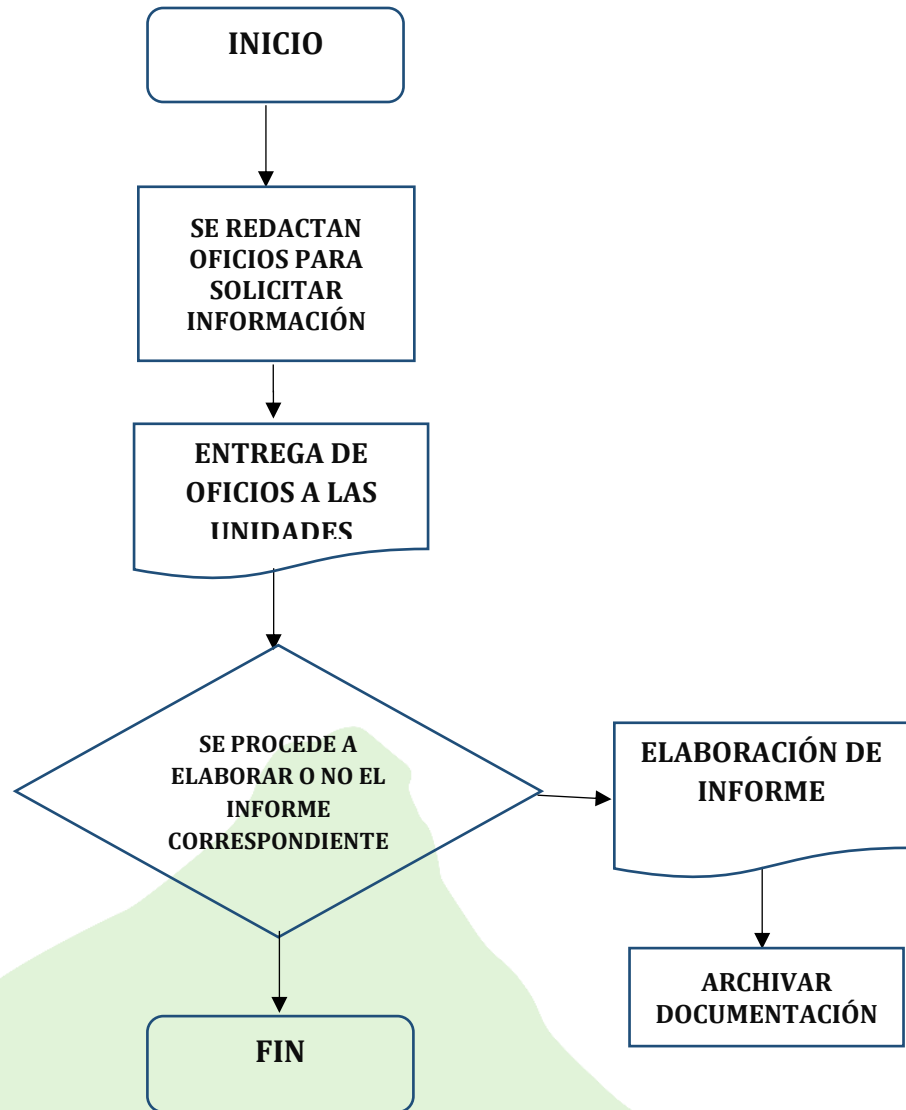 INICIO
SE REDACTAN
OFICIOS PARA
SOLICITAR
INFORMACIÓN
ENTREGA DE
OFICIOS A LAS
UNIDADES
SE PROCEDE A
ELABORAR O NO EL
INFORME
CORRESPONDIENTE
ELABORACIÓN DE
INFORME
ARCHIVAR
DOCUMENTACIÓN
FIN